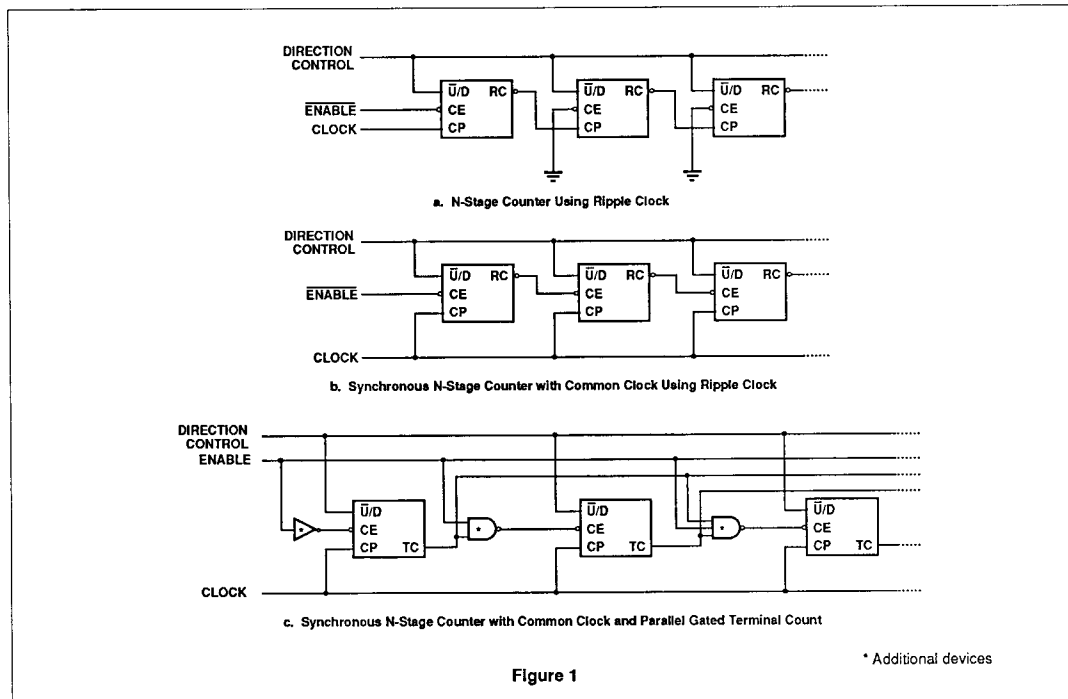 DIRECTION
CONTROL
U̅/D RC
U̅/D RC
U̅/D RC
E̅N̅A̅B̅L̅E̅
CE
CE
CE
CLOCK
CP
CP
CP
a. N-Stage Counter Using Ripple Clock
DIRECTION
CONTROL
U̅/D RC
U̅/D RC
U̅/D RC
E̅N̅A̅B̅L̅E̅
CE
CE
CE
CP
CP
CP
CLOCK
b. Synchronous N-Stage Counter with Common Clock Using Ripple Clock
DIRECTION
CONTROL
ENABLE
U̅/D
U̅/D
U̅/D
*
CE
*
CE
*
CE
CP TC
CP TC
CP TC
CLOCK
c. Synchronous N-Stage Counter with Common Clock and Parallel Gated Terminal Count
* Additional devices
Figure 1